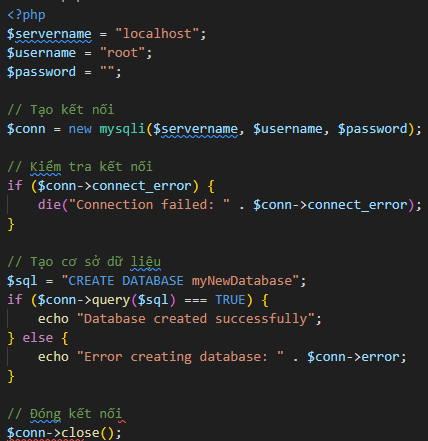 <?php
$servername = "localhost";
$username = "root";
$password = "";
// Tạo kết nối
$conn = new mysqli($servername, $username, $password);
// Kiểm tra kết nối
if ($conn->connect_error) {
    die("Connection failed: " . $conn->connect_error);
}
// Tạo cơ sở dữ liệu
$sql = "CREATE DATABASE myNewDatabase";
if ($conn->query($sql) === TRUE) {
    echo "Database created successfully";
} else {
    echo "Error creating database: " . $conn->error;
}
// Đóng kết nối
$conn->close();